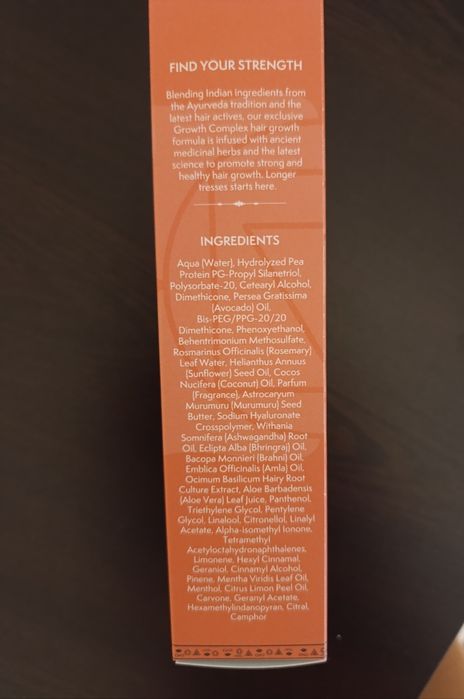 FIND YOUR STRENGTH
Blending Indian ingredients from
the Ayurveda tradition and the
latest hair actives, our exclusive
Growth Complex hair growth
formula is infused with ancient
medicinal herbs and the latest
science to promote strong and
healthy hair growth. Longer
tresses starts here.
INGREDIENTS
Aqua (Water), Hydrolyzed Pea
Protein PG-Propyl Silanetriol,
Polysorbate-20, Cetearyl Alcohol,
Dimethicone, Persea Gratissima
(Avocado) Oil,
Bis-PEG/PPG-20/20
Dimethicone, Phenoxyethanol,
Behentrimonium Methosulfate,
Rosmarinus Officinalis (Rosemary)
Leaf Water, Helianthus Annuus
(Sunflower) Seed Oil, Cocos
Nucifera (Coconut) Oil, Parfum
(Fragrance), Astrocaryum
Murumuru (Murumuru) Seed
Butter, Sodium Hyaluronate
Crosspolymer, Withania
Somnifera (Ashwagandha) Root
Oil, Eclipta Alba (Bhringraj) Oil,
Bacopa Monnieri (Brahmi) Oil,
Emblica Officinalis (Amla) Oil,
Ocimum Basilicum Hairy Root
Culture Extract, Aloe Barbadensis
(Aloe Vera) Leaf Juice, Panthenol,
Triethylene Glycol, Pentylene
Glycol, Linalool, Citronellol, Linalyl
Acetate, Alpha-isomethyl Ionone,
Tetramethyl
Acetyloctahydronaphthalenes,
Limonene, Hexyl Cinnamal,
Geraniol, Cinnamyl Alcohol,
Pinene, Mentha Viridis Leaf Oil,
Menthol, Citrus Limon Peel Oil,
Carvone, Geranyl Acetate,
Hexamethylindanopyran, Citral,
Camphor